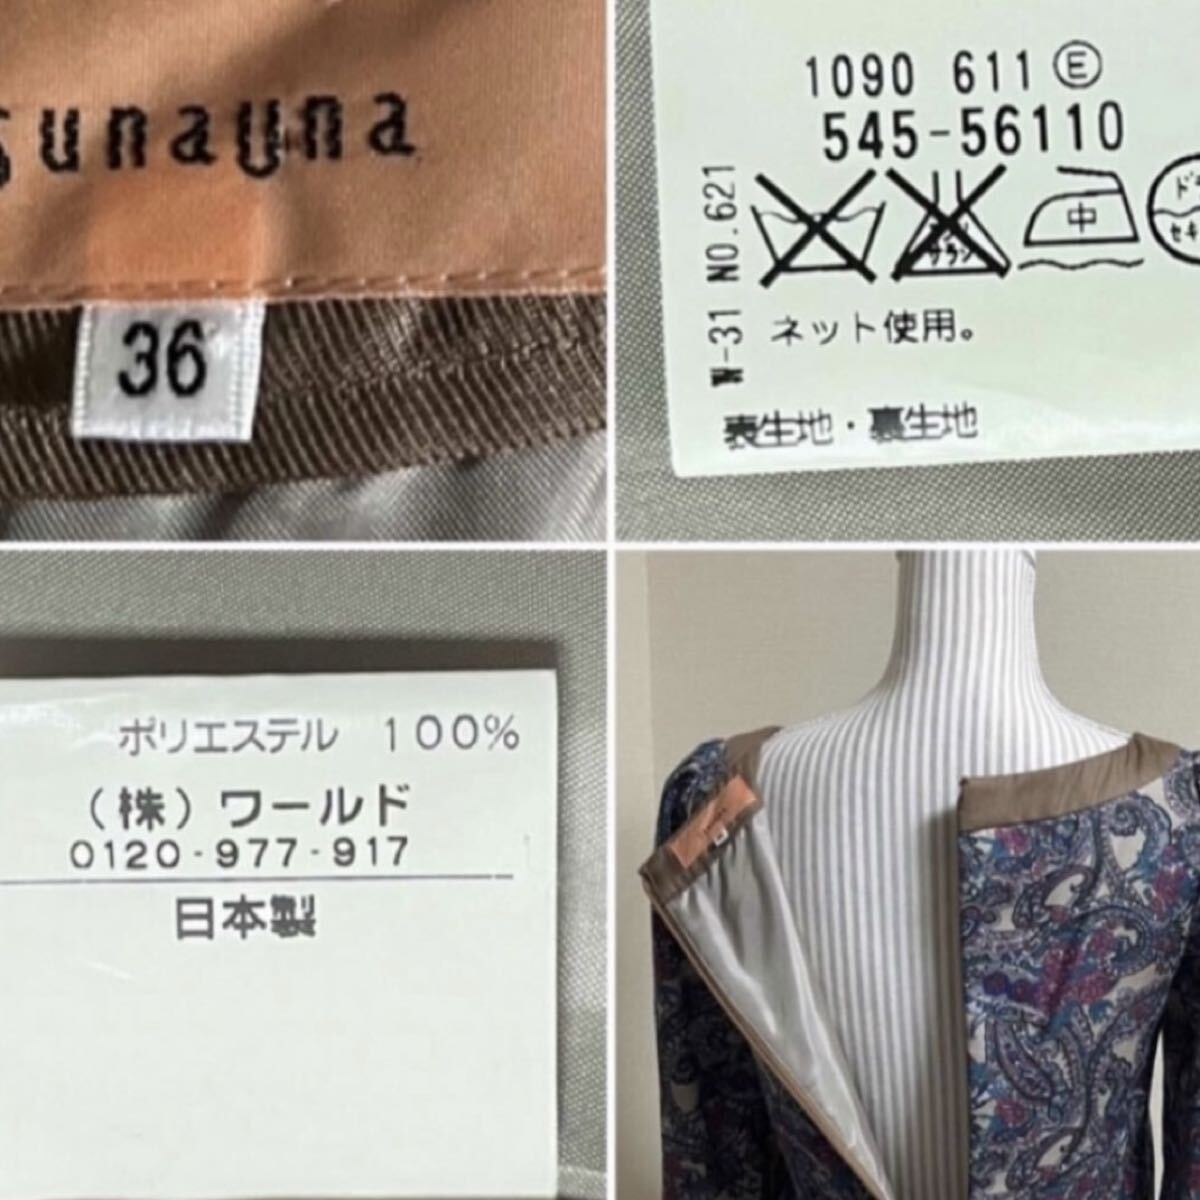 sunauna
36
1090 611 Ⓔ
545-56110
W-31 NO.621
中
ネット使用。
表生地・裏生地
ポリエステル 100%
(株)ワールド
0120-977-917
日本製